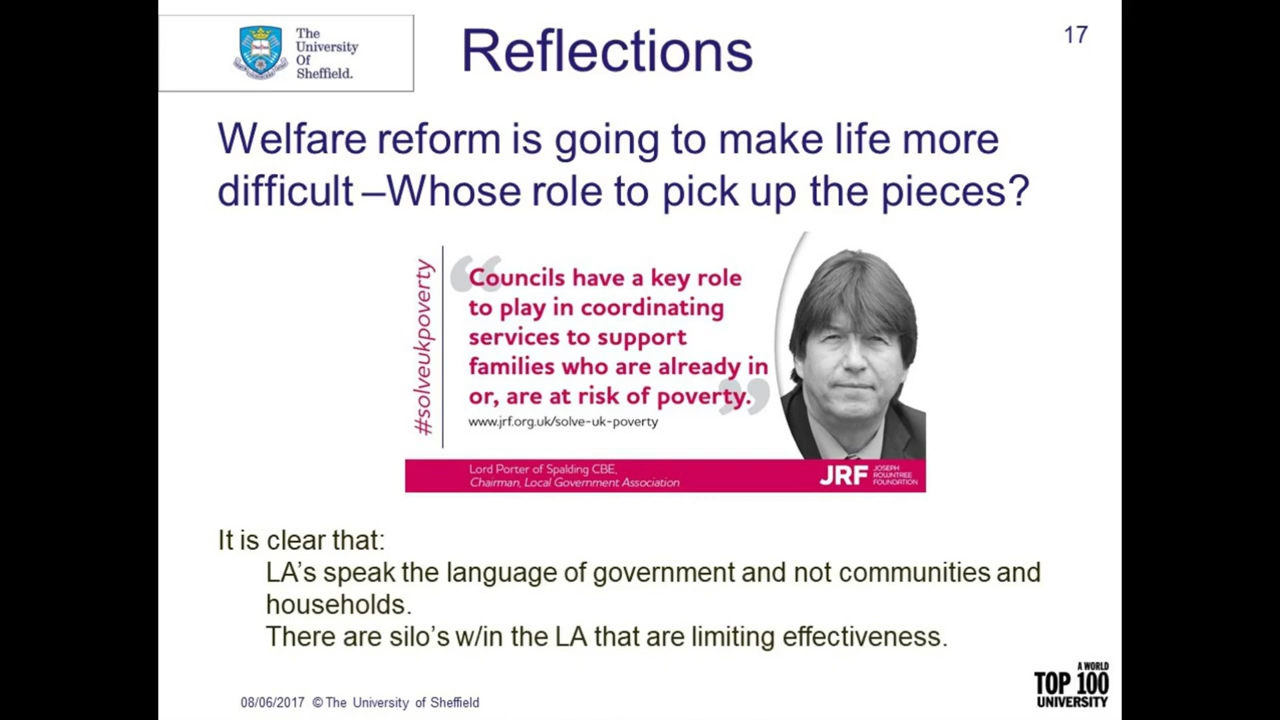 The
University
Of
Sheffield.
Reflections
17
Welfare reform is going to make life more
difficult –Whose role to pick up the pieces?
#solveukpoverty
“Councils have a key role
to play in coordinating
services to support
families who are already in
or, are at risk of poverty.”
www.jrf.org.uk/solve-uk-poverty
Lord Porter of Spalding CBE,
Chairman, Local Government Association
JRF
JOSEPH
ROWNTREE
FOUNDATION
It is clear that:
LA’s speak the language of government and not communities and
households.
There are silo’s w/in the LA that are limiting effectiveness.
08/06/2017 © The University of Sheffield
A WORLD
TOP 100
UNIVERSITY